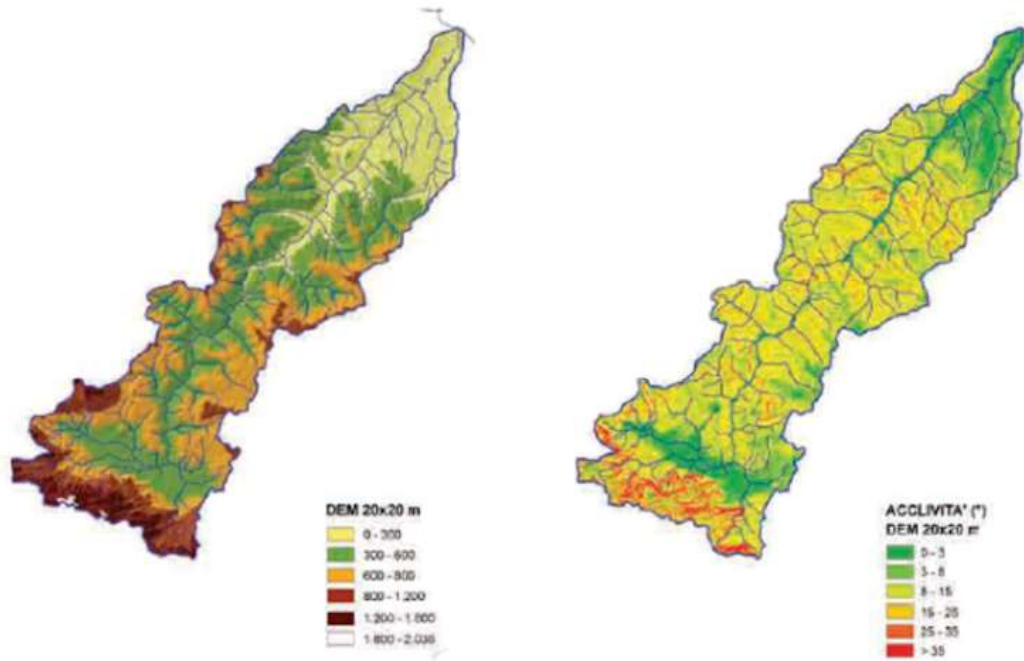 DEM 20x20 m
0 - 300
300 - 600
600 - 800
800 - 1.200
1.200 - 1.800
1.800 - 2.036
ACCLIVITA' (°)
DEM 20x20 m
0 - 3
3 - 8
8 - 15
15 - 25
25 - 35
> 35